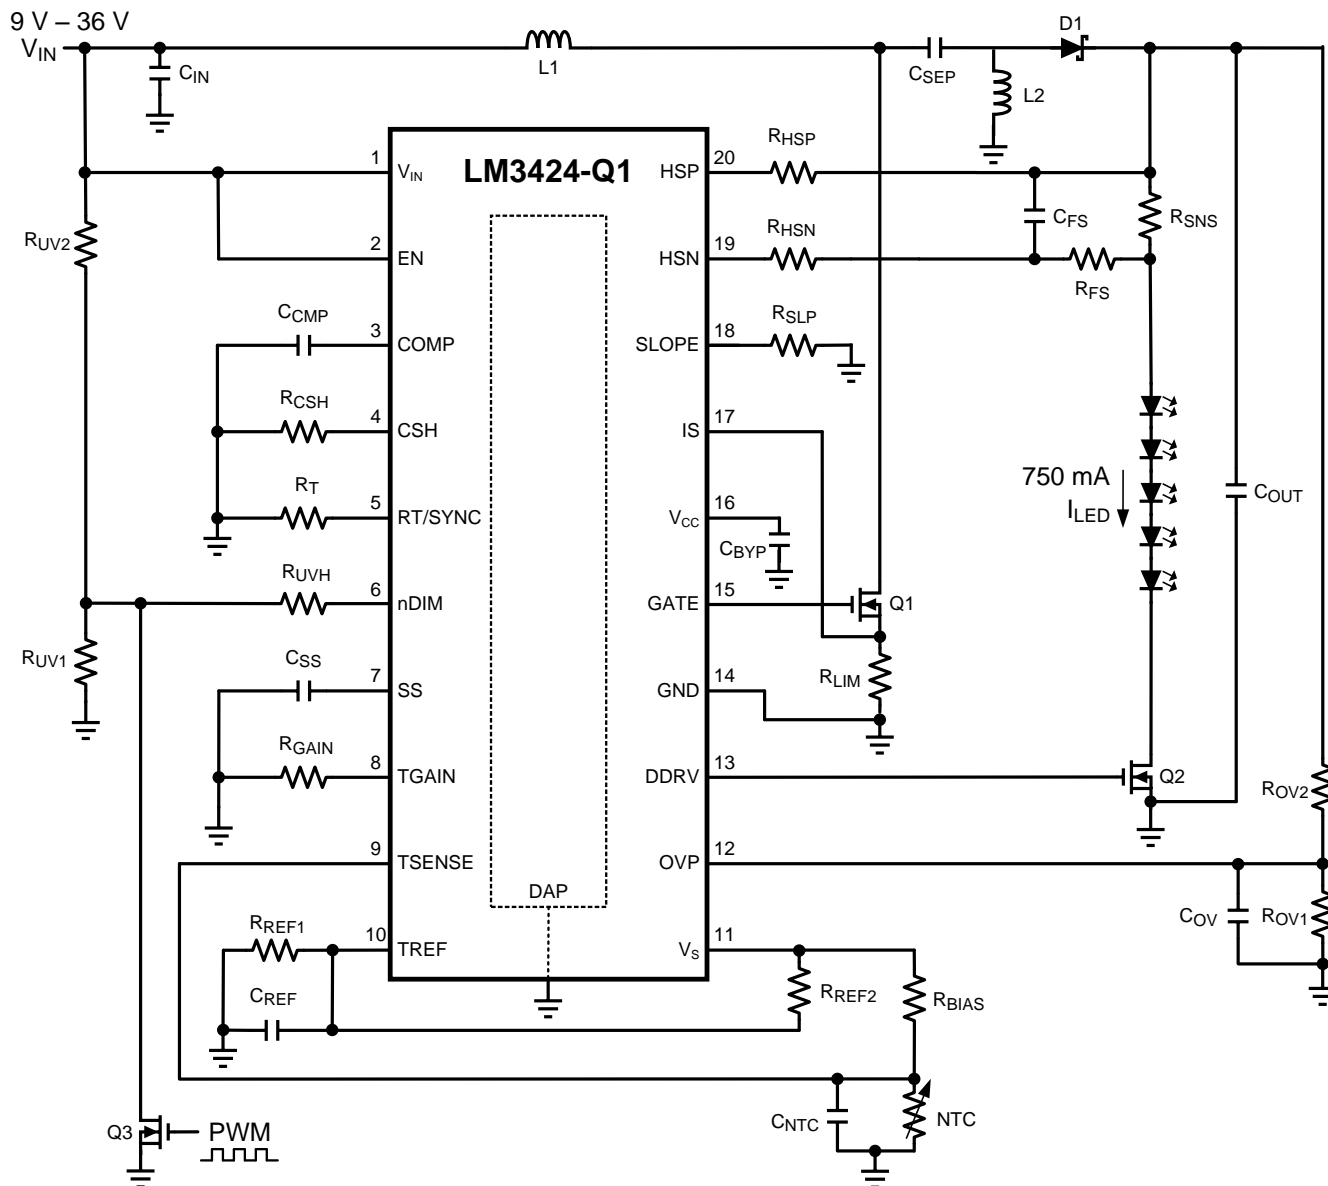 9 V – 36 V
VIN
CIN
L1
D1
CSEP
L2
LM3424-Q1
1 VIN
20 HSP
RHSP
RUV2
2 EN
19 HSN
RHSN
CFS
RSNS
RFS
CCMP
3 COMP
18 SLOPE
RSLP
RCSH
4 CSH
17 IS
750 mA
ILED
COUT
RT
5 RT/SYNC
16 VCC
CBYP
RUVH
6 nDIM
15 GATE
Q1
RUV1
CSS
7 SS
14 GND
RLIM
RGAIN
8 TGAIN
13 DDRV
Q2
ROV2
9 TSENSE
12 OVP
DAP
COV
ROV1
RREF1
10 TREF
11 VS
CREF
RREF2
RBIAS
CNTC
NTC
Q3
PWM